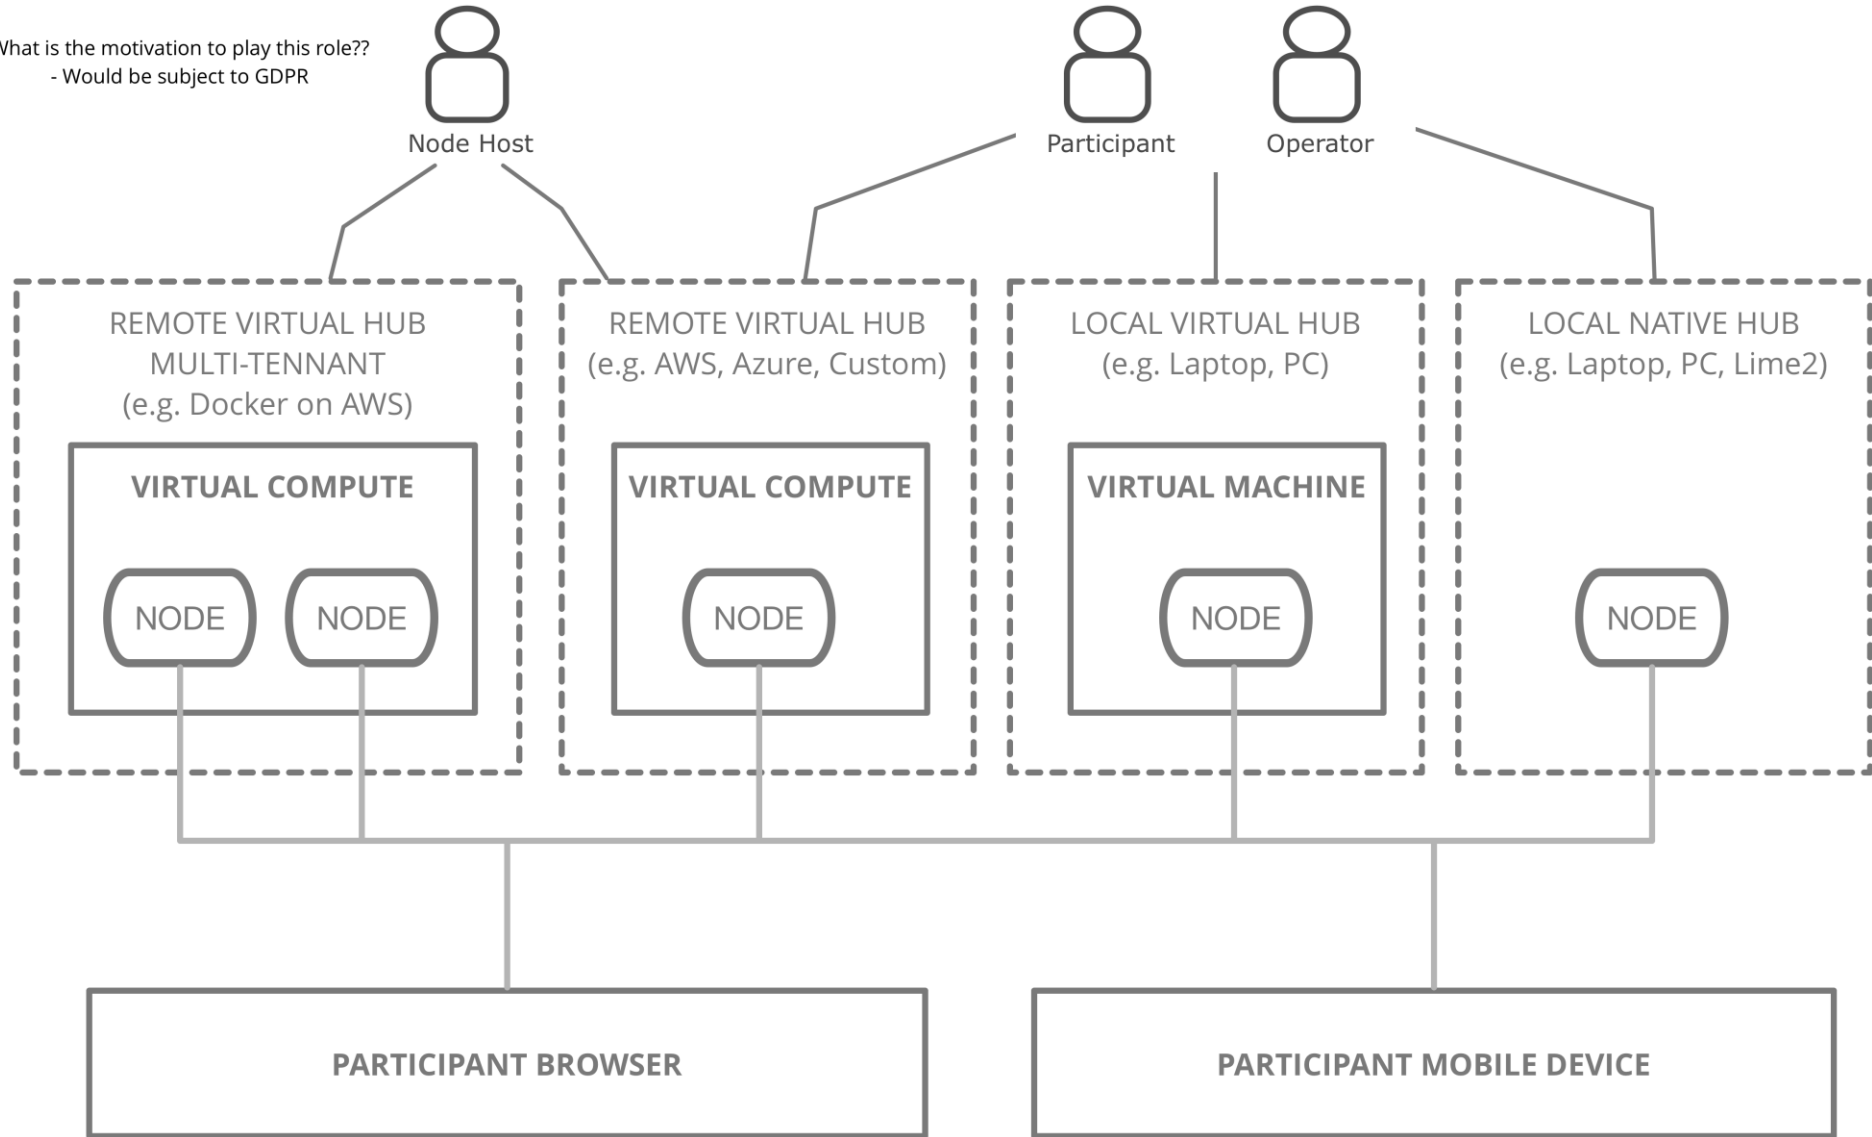 What is the motivation to play this role??
- Would be subject to GDPR
Node Host
Participant
Operator
REMOTE VIRTUAL HUB
MULTI-TENNANT
(e.g. Docker on AWS)
REMOTE VIRTUAL HUB
(e.g. AWS, Azure, Custom)
LOCAL VIRTUAL HUB
(e.g. Laptop, PC)
LOCAL NATIVE HUB
(e.g. Laptop, PC, Lime2)
VIRTUAL COMPUTE
NODE
NODE
VIRTUAL COMPUTE
NODE
VIRTUAL MACHINE
NODE
NODE
PARTICIPANT BROWSER
PARTICIPANT MOBILE DEVICE